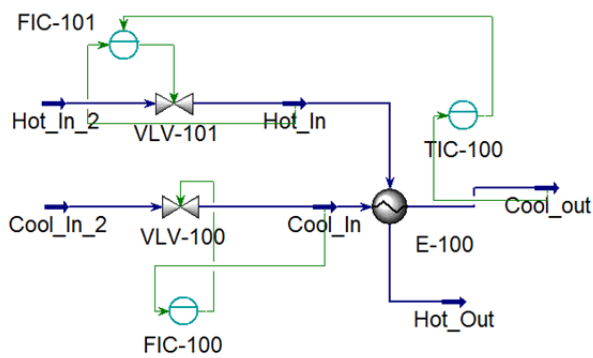 FIC-101
Hot_In_2
VLV-101
Hot_In
TIC-100
Cool_In_2
VLV-100
Cool_In
E-100
Cool_out
Hot_Out
FIC-100